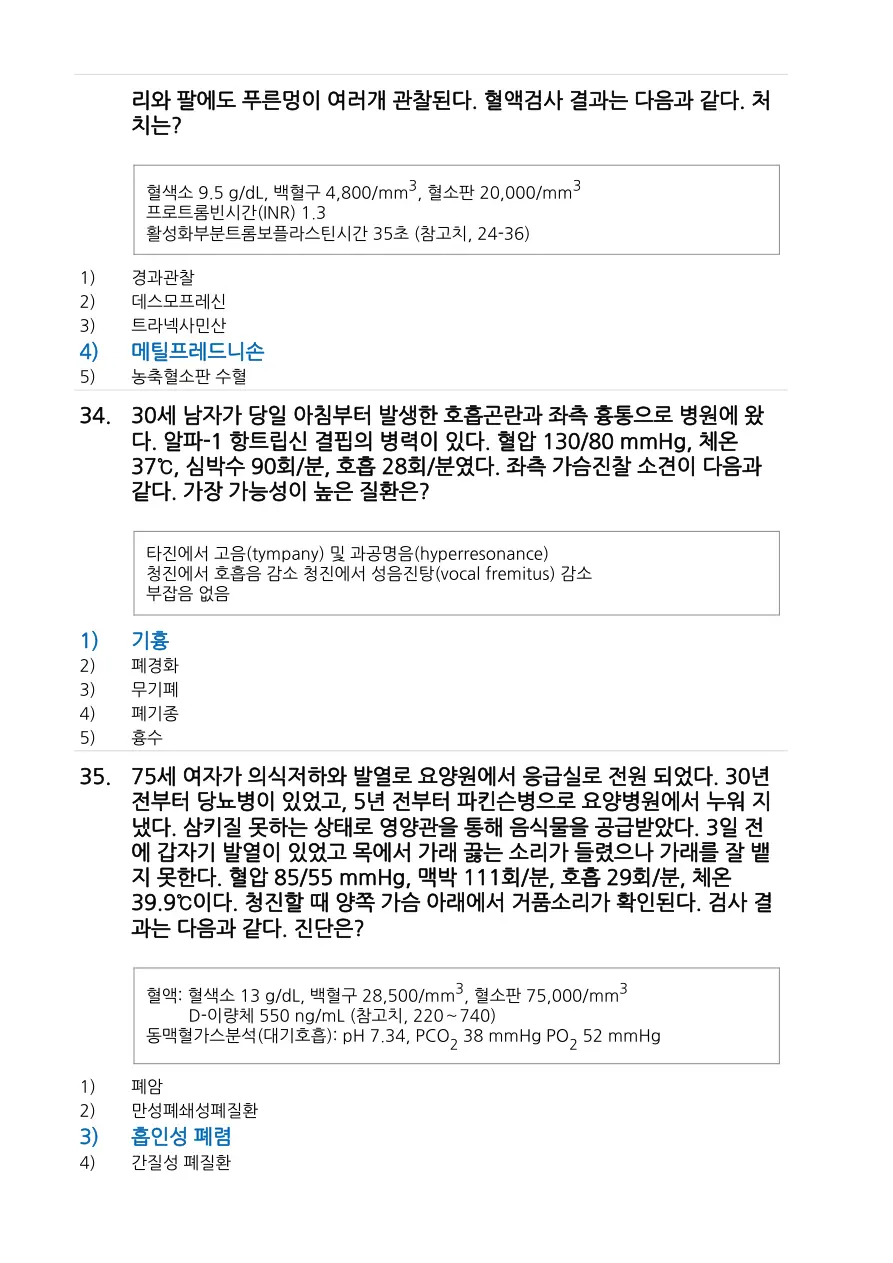 리와 팔에도 푸른멍이 여러개 관찰된다. 혈액검사 결과는 다음과 같다. 처
치는?
혈색소 9.5 g/dL, 백혈구 4,800/mm3, 혈소판 20,000/mm3
프로트롬빈시간(INR) 1.3
활성화부분트롬보플라스틴시간 35초 (참고치, 24-36)
1) 경과관찰
2) 데스모프레신
3) 트라넥사민산
4) 메틸프레드니손
5) 농축혈소판 수혈
34. 30세 남자가 당일 아침부터 발생한 호흡곤란과 좌측 흉통으로 병원에 왔
다. 알파-1 항트립신 결핍의 병력이 있다. 혈압 130/80 mmHg, 체온
37℃, 심박수 90회/분, 호흡 28회/분였다. 좌측 가슴진찰 소견이 다음과
같다. 가장 가능성이 높은 질환은?
타진에서 고음(tympany) 및 과공명음(hyperresonance)
청진에서 호흡음 감소 청진에서 성음진탕(vocal fremitus) 감소
부잡음 없음
1) 기흉
2) 폐경화
3) 무기폐
4) 폐기종
5) 흉수
35. 75세 여자가 의식저하와 발열로 요양원에서 응급실로 전원 되었다. 30년
전부터 당뇨병이 있었고, 5년 전부터 파킨슨병으로 요양병원에서 누워 지
냈다. 삼키질 못하는 상태로 영양관을 통해 음식물을 공급받았다. 3일 전
에 갑자기 발열이 있었고 목에서 가래 끓는 소리가 들렸으나 가래를 잘 뱉
지 못한다. 혈압 85/55 mmHg, 맥박 111회/분, 호흡 29회/분, 체온
39.9℃이다. 청진할 때 양쪽 가슴 아래에서 거품소리가 확인된다. 검사 결
과는 다음과 같다. 진단은?
혈액: 혈색소 13 g/dL, 백혈구 28,500/mm3, 혈소판 75,000/mm3
D-이량체 550 ng/mL (참고치, 220~740)
동맥혈가스분석(대기호흡): pH 7.34, PCO2 38 mmHg PO2 52 mmHg
1) 폐암
2) 만성폐쇄성폐질환
3) 흡인성 폐렴
4) 간질성 폐질환